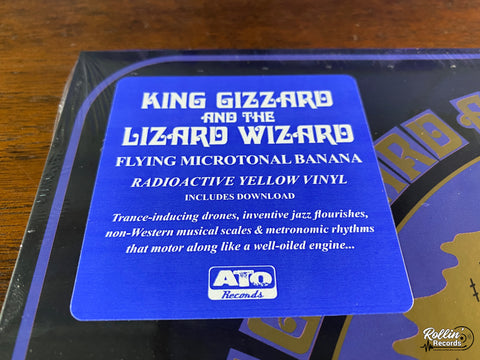 KING GIZZARD
AND THE
LIZARD WIZARD
FLYING MICROTONAL BANANA
RADIOACTIVE YELLOW VINYL
INCLUDES DOWNLOAD
Trance-inducing drones, inventive jazz flourishes,
non-Western musical scales & metronomic rhythms
that motor along like a well-oiled engine...
ATO
Records
Rollin'
Records